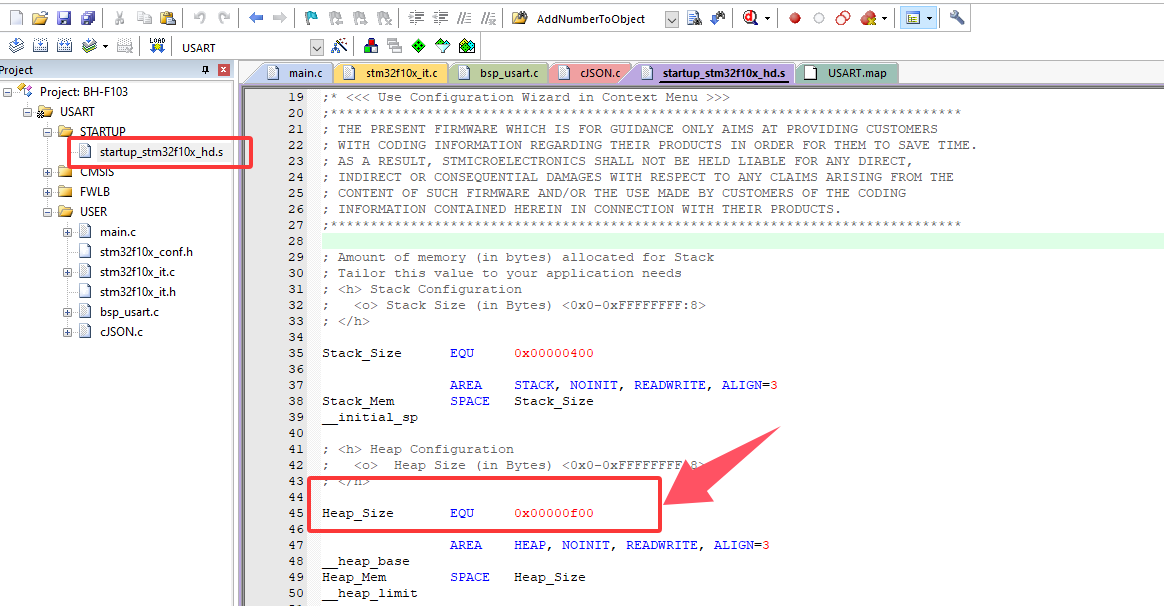 AddNumberToObject
LOAD
USART
Project
Project: BH-F103
USART
STARTUP
startup_stm32f10x_hd.s
CMSIS
FWLB
USER
main.c
stm32f10x_conf.h
stm32f10x_it.c
stm32f10x_it.h
bsp_usart.c
cJSON.c
main.c stm32f10x_it.c bsp_usart.c cJSON.c startup_stm32f10x_hd.s USART.map
19 ;* <<< Use Configuration Wizard in Context Menu >>>
20 ;*******************************************************************************
21 ; THE PRESENT FIRMWARE WHICH IS FOR GUIDANCE ONLY AIMS AT PROVIDING CUSTOMERS
22 ; WITH CODING INFORMATION REGARDING THEIR PRODUCTS IN ORDER FOR THEM TO SAVE TIME.
23 ; AS A RESULT, STMICROELECTRONICS SHALL NOT BE HELD LIABLE FOR ANY DIRECT,
24 ; INDIRECT OR CONSEQUENTIAL DAMAGES WITH RESPECT TO ANY CLAIMS ARISING FROM THE
25 ; CONTENT OF SUCH FIRMWARE AND/OR THE USE MADE BY CUSTOMERS OF THE CODING
26 ; INFORMATION CONTAINED HEREIN IN CONNECTION WITH THEIR PRODUCTS.
27 ;*******************************************************************************
28
29 ; Amount of memory (in bytes) allocated for Stack
30 ; Tailor this value to your application needs
31 ; <h> Stack Configuration
32 ;   <o> Stack Size (in Bytes) <0x0-0xFFFFFFFF:8>
33 ; </h>
34
35 Stack_Size      EQU     0x00000400
36
37                 AREA    STACK, NOINIT, READWRITE, ALIGN=3
38 Stack_Mem       SPACE   Stack_Size
39 __initial_sp
40
41 ; <h> Heap Configuration
42 ;   <o>  Heap Size (in Bytes) <0x0-0xFFFFFFFF:8>
43 ; </h>
44
45 Heap_Size       EQU     0x00000f00
46
47                 AREA    HEAP, NOINIT, READWRITE, ALIGN=3
48 __heap_base
49 Heap_Mem        SPACE   Heap_Size
50 __heap_limit